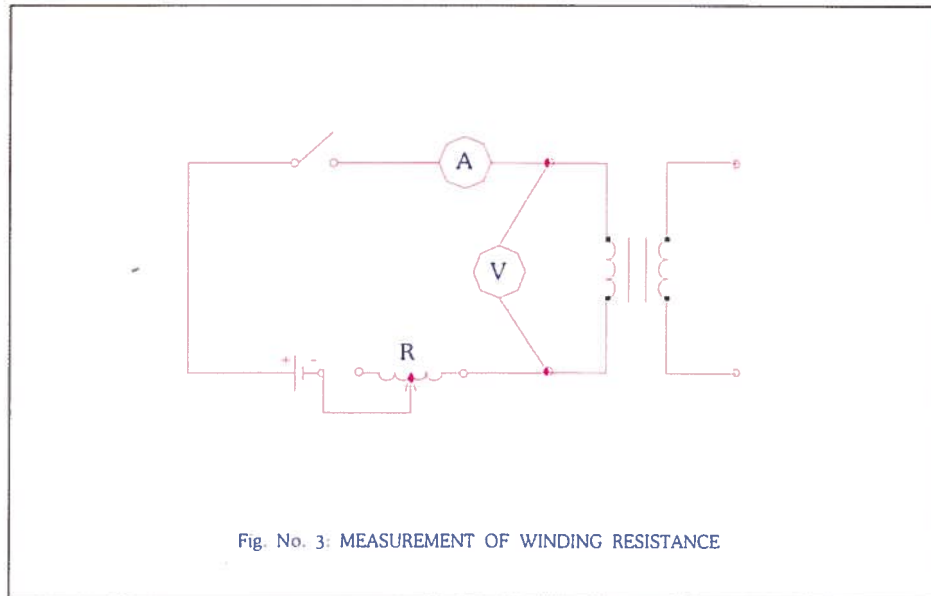 A
V
R
+ -
Fig. No. 3: MEASUREMENT OF WINDING RESISTANCE